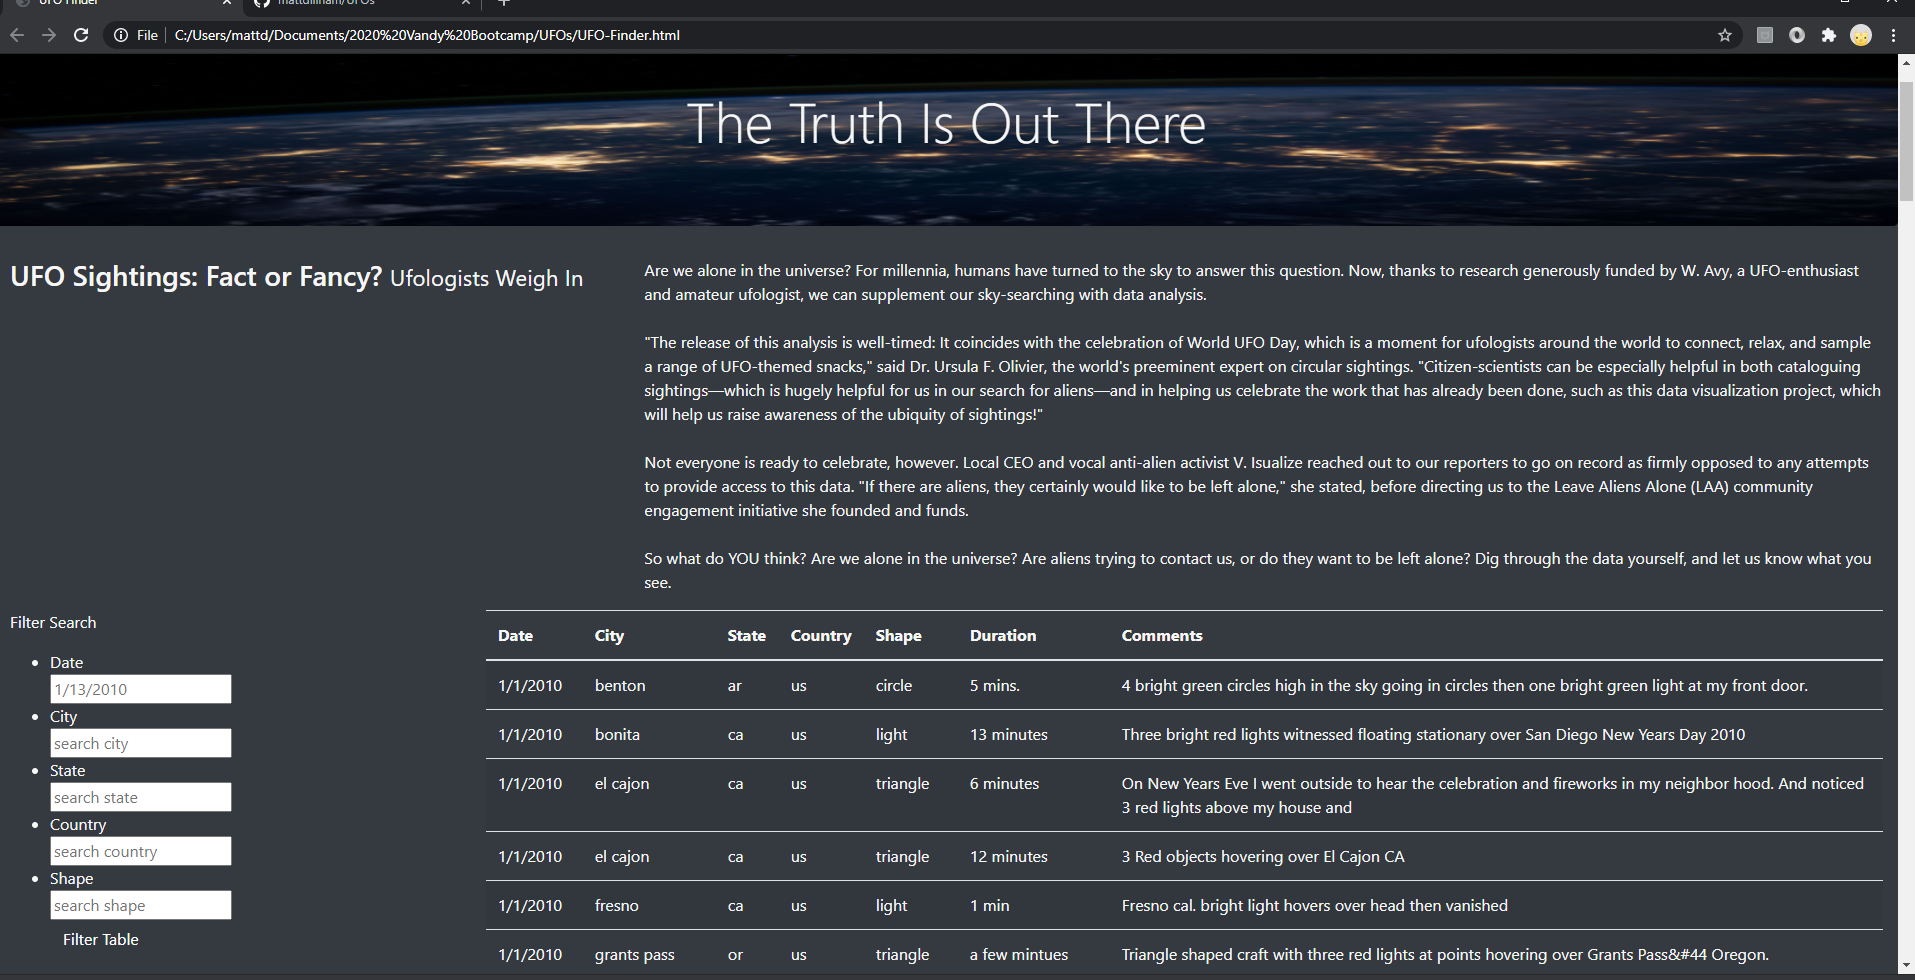 UFO Finder
mattdillham/UFOs
File
C:/Users/mattd/Documents/2020%20Vandy%20Bootcamp/UFOs/UFO-Finder.html
The Truth Is Out There
UFO Sightings: Fact or Fancy? Ufologists Weigh In
Are we alone in the universe? For millennia, humans have turned to the sky to answer this question. Now, thanks to research generously funded by W. Avy, a UFO-enthusiast
and amateur ufologist, we can supplement our sky-searching with data analysis.
"The release of this analysis is well-timed: It coincides with the celebration of World UFO Day, which is a moment for ufologists around the world to connect, relax, and sample
a range of UFO-themed snacks," said Dr. Ursula F. Olivier, the world's preeminent expert on circular sightings. "Citizen-scientists can be especially helpful in both cataloguing
sightings—which is hugely helpful for us in our search for aliens—and in helping us celebrate the work that has already been done, such as this data visualization project, which
will help us raise awareness of the ubiquity of sightings!"
Not everyone is ready to celebrate, however. Local CEO and vocal anti-alien activist V. Isualize reached out to our reporters to go on record as firmly opposed to any attempts
to provide access to this data. "If there are aliens, they certainly would like to be left alone," she stated, before directing us to the Leave Aliens Alone (LAA) community
engagement initiative she founded and funds.
So what do YOU think? Are we alone in the universe? Are aliens trying to contact us, or do they want to be left alone? Dig through the data yourself, and let us know what you
see.
Filter Search
Date
1/13/2010
City
search city
State
search state
Country
search country
Shape
search shape
Filter Table
Date City State Country Shape Duration Comments
1/1/2010 benton ar us circle 5 mins. 4 bright green circles high in the sky going in circles then one bright green light at my front door.
1/1/2010 bonita ca us light 13 minutes Three bright red lights witnessed floating stationary over San Diego New Years Day 2010
1/1/2010 el cajon ca us triangle 6 minutes On New Years Eve I went outside to hear the celebration and fireworks in my neighbor hood. And noticed
3 red lights above my house and
1/1/2010 el cajon ca us triangle 12 minutes 3 Red objects hovering over El Cajon CA
1/1/2010 fresno ca us light 1 min Fresno cal. bright light hovers over head then vanished
1/1/2010 grants pass or us triangle a few mintues Triangle shaped craft with three red lights at points hovering over Grants Pass&#44 Oregon.